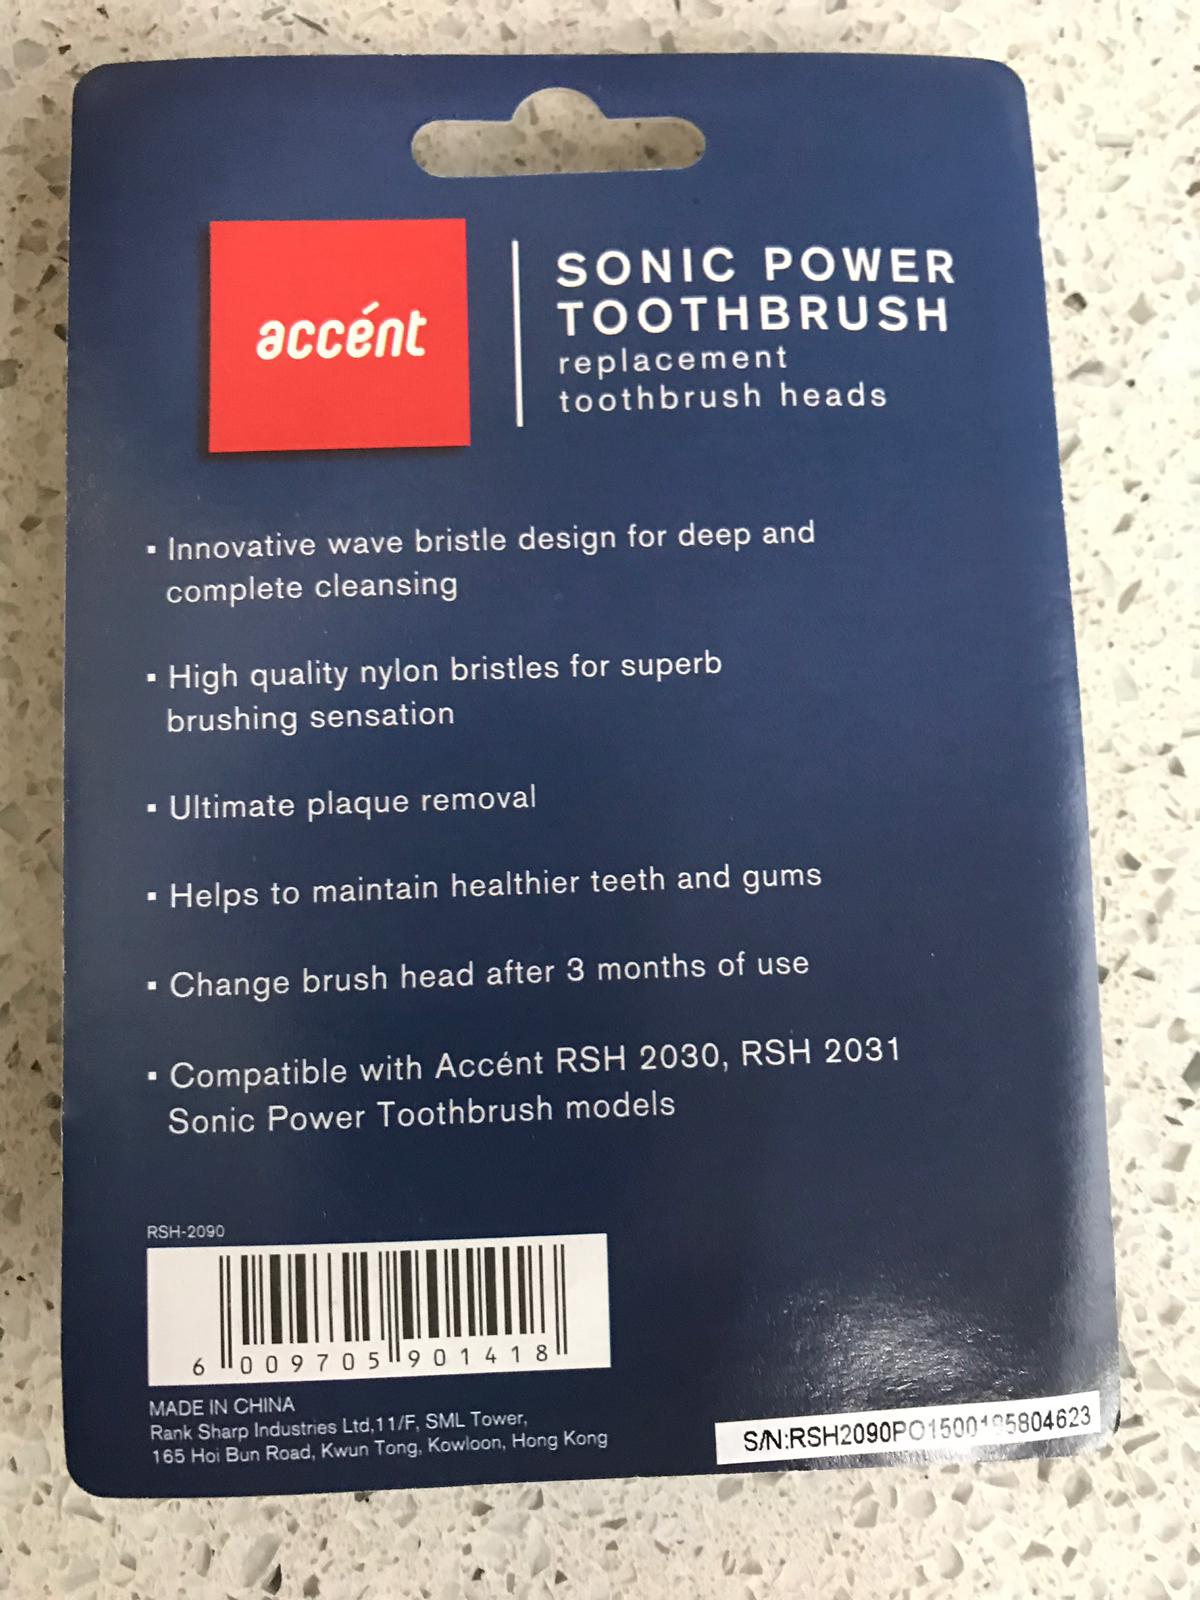 accént
SONIC POWER
TOOTHBRUSH
replacement
toothbrush heads
▪ Innovative wave bristle design for deep and
complete cleansing
▪ High quality nylon bristles for superb
brushing sensation
▪ Ultimate plaque removal
▪ Helps to maintain healthier teeth and gums
▪ Change brush head after 3 months of use
▪ Compatible with Accént RSH 2030, RSH 2031
Sonic Power Toothbrush models
RSH-2090
6 009705 901418
MADE IN CHINA
Rank Sharp Industries Ltd,11/F, SML Tower,
165 Hoi Bun Road, Kwun Tong, Kowloon, Hong Kong